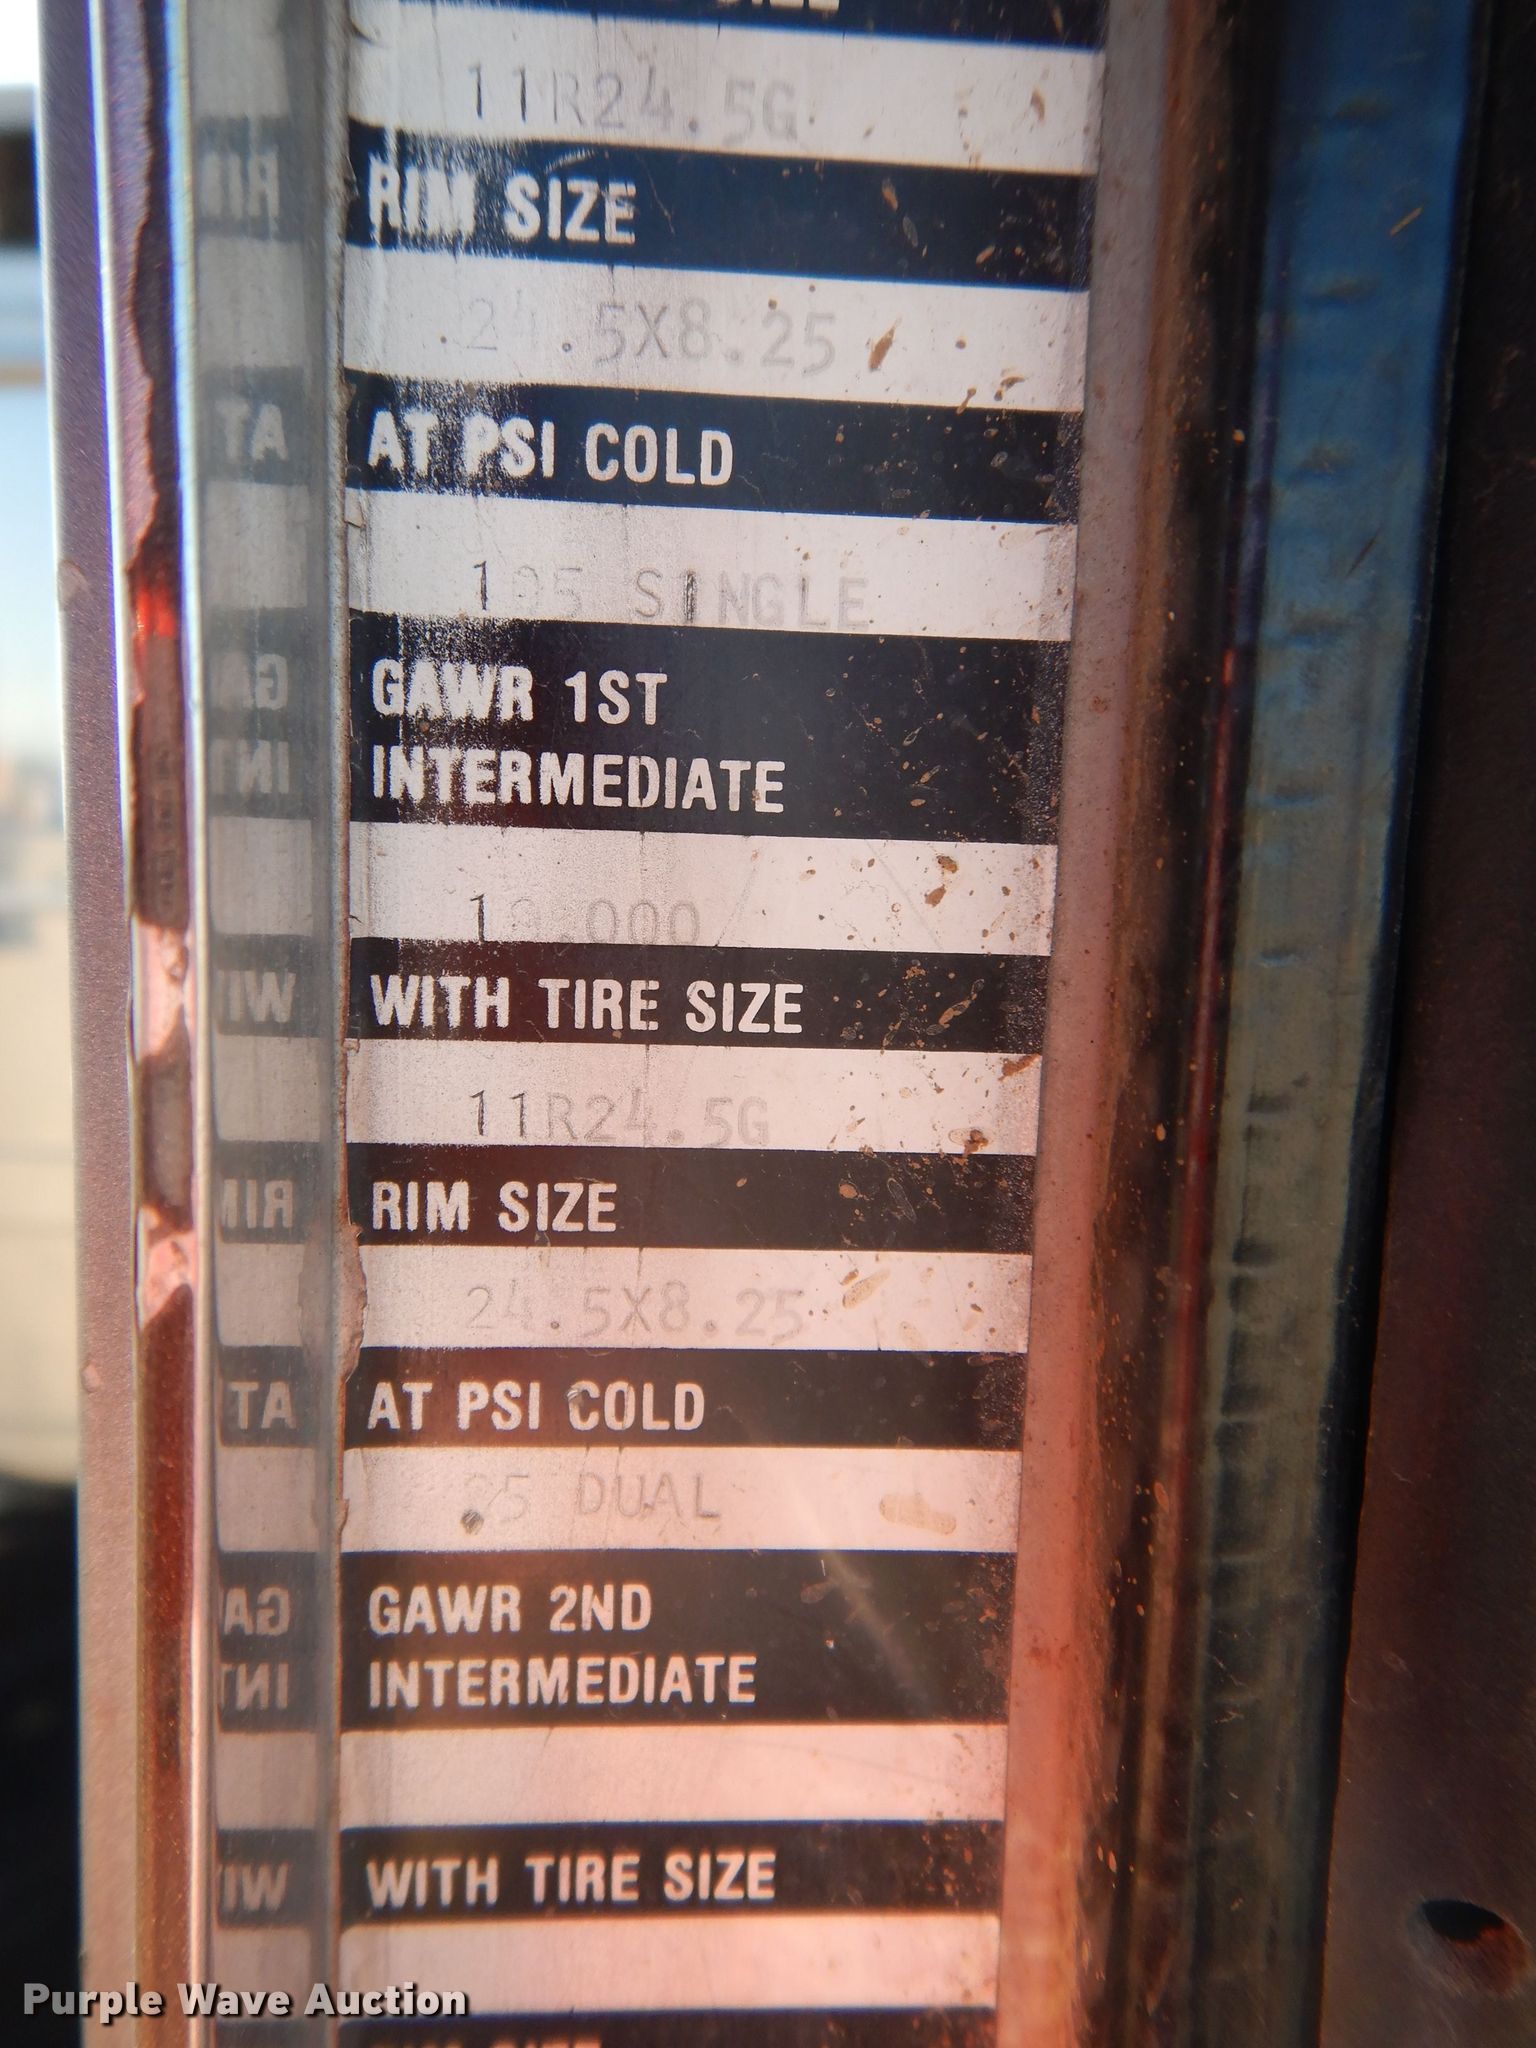 11R24.5G
RIM SIZE
24.5X8.25
AT PSI COLD
105 SINGLE
GAWR 1ST
INTERMEDIATE
WITH TIRE SIZE
11R24.5G
RIM SIZE
24.5X8.25
AT PSI COLD
DUAL
GAWR 2ND
INTERMEDIATE
WITH TIRE SIZE
Purple Wave Auction